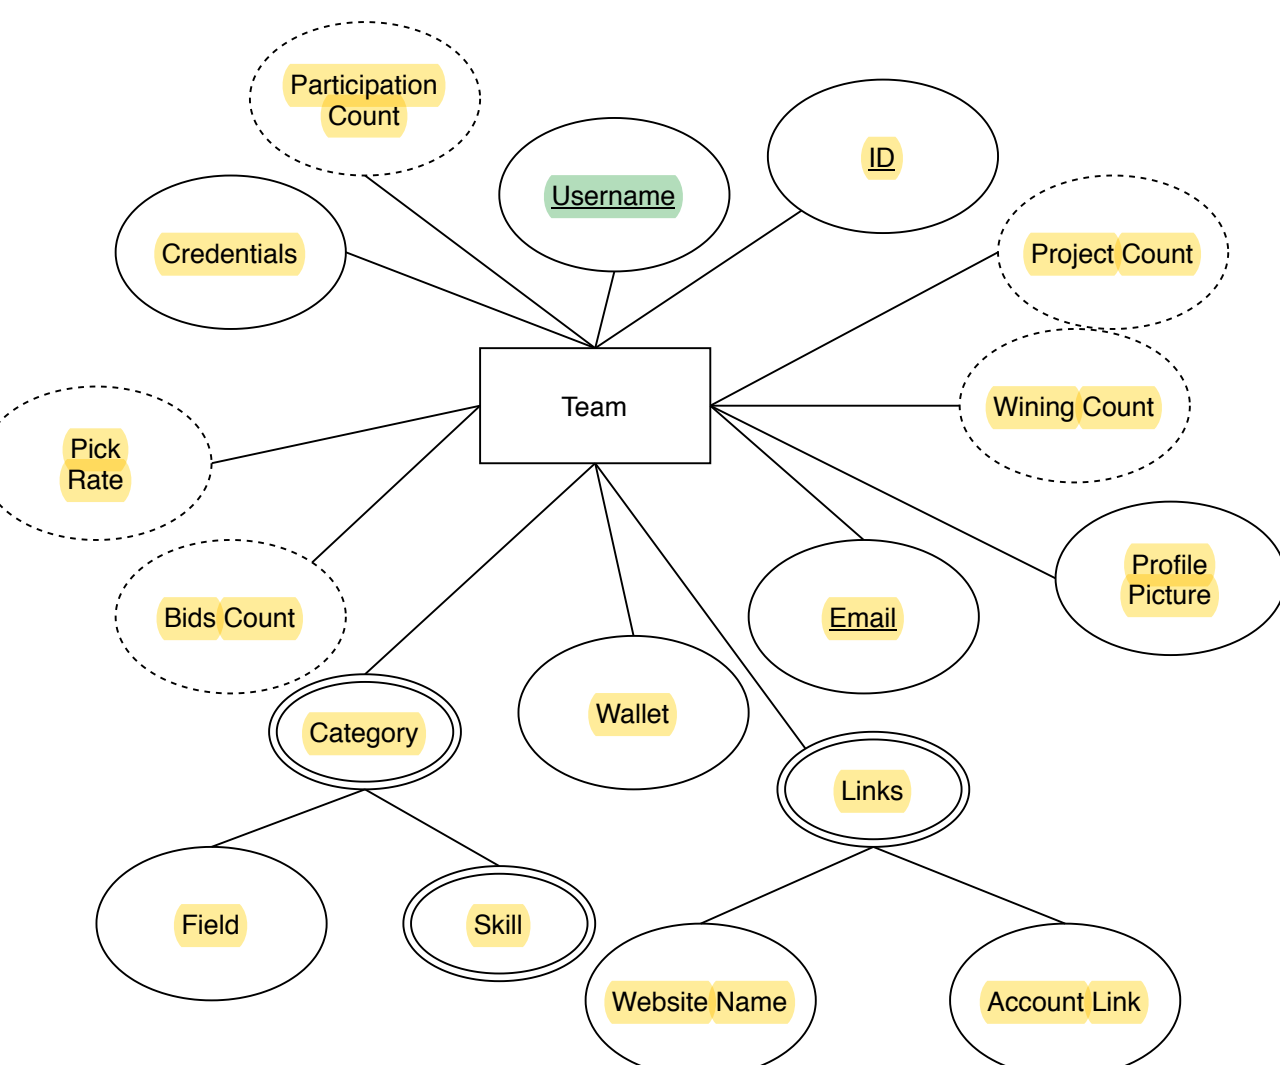 Participation
Count
Username
ID
Credentials
Project Count
Team
Wining Count
Pick
Rate
Profile
Picture
Bids Count
Email
Category
Wallet
Links
Field
Skill
Website Name
Account Link